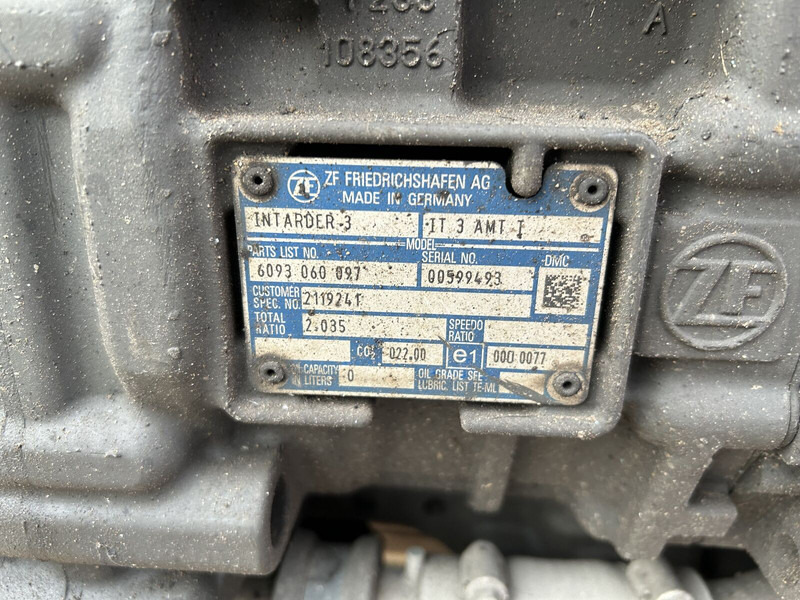 108356
A
ZF
ZF FRIEDRICHSHAFEN AG
MADE IN GERMANY
INTARDER 3 IT 3 AMT I
MODEL
PARTS LIST NO. SERIAL NO. DMC
6093 060 097 00599493
CUSTOMER SPEC. NO. 2119241
TOTAL RATIO 2.035 SPEEDO RATIO
CO2 022.00 e1 000 0077
CAPACITY IN LITERS 0 OIL GRADE SEE LUBRIC. LIST TE-ML
ZF